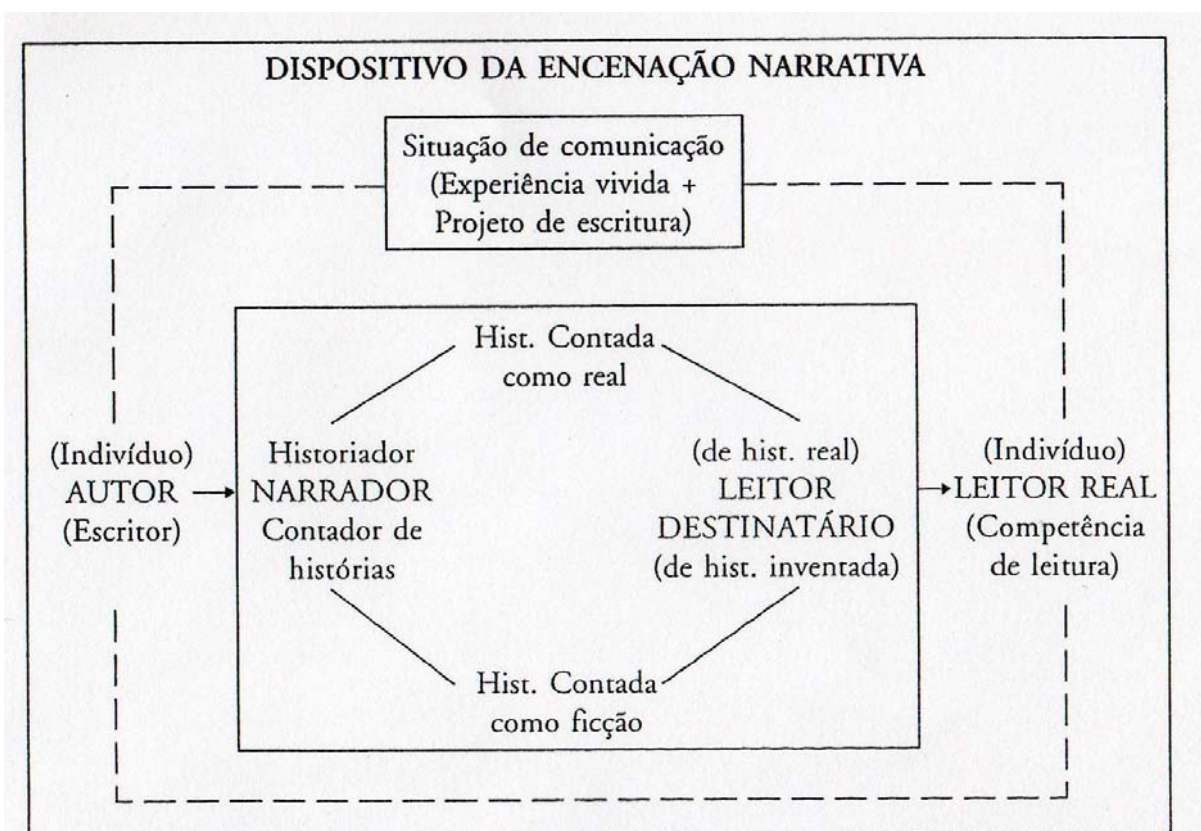 DISPOSITIVO DA ENCENAÇÃO NARRATIVA
Situação de comunicação
(Experiência vivida +
Projeto de escritura)
Hist. Contada
como real
(Indivíduo)
AUTOR
(Escritor)
Historiador
NARRADOR
Contador de
histórias
(de hist. real)
LEITOR
DESTINATÁRIO
(de hist. inventada)
(Indivíduo)
LEITOR REAL
(Competência
de leitura)
Hist. Contada
como ficção